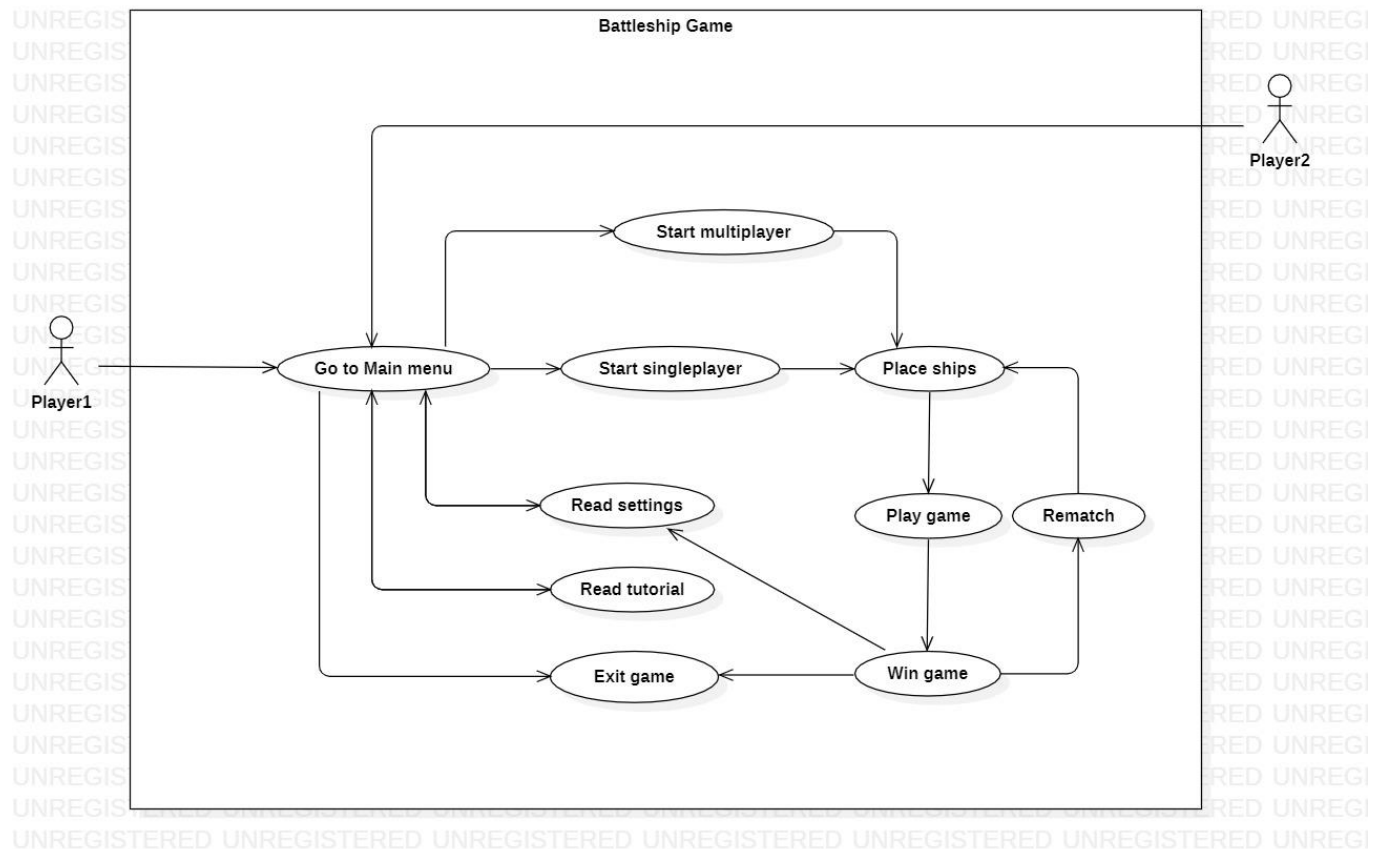 Battleship Game
Player2
Start multiplayer
Player1
Go to Main menu
Start singleplayer
Place ships
Read settings
Play game
Rematch
Read tutorial
Exit game
Win game
UNREGISTERED UNREGISTERED UNREGISTERED UNREGISTERED UNREGISTERED UNREGISTERED UNREGI